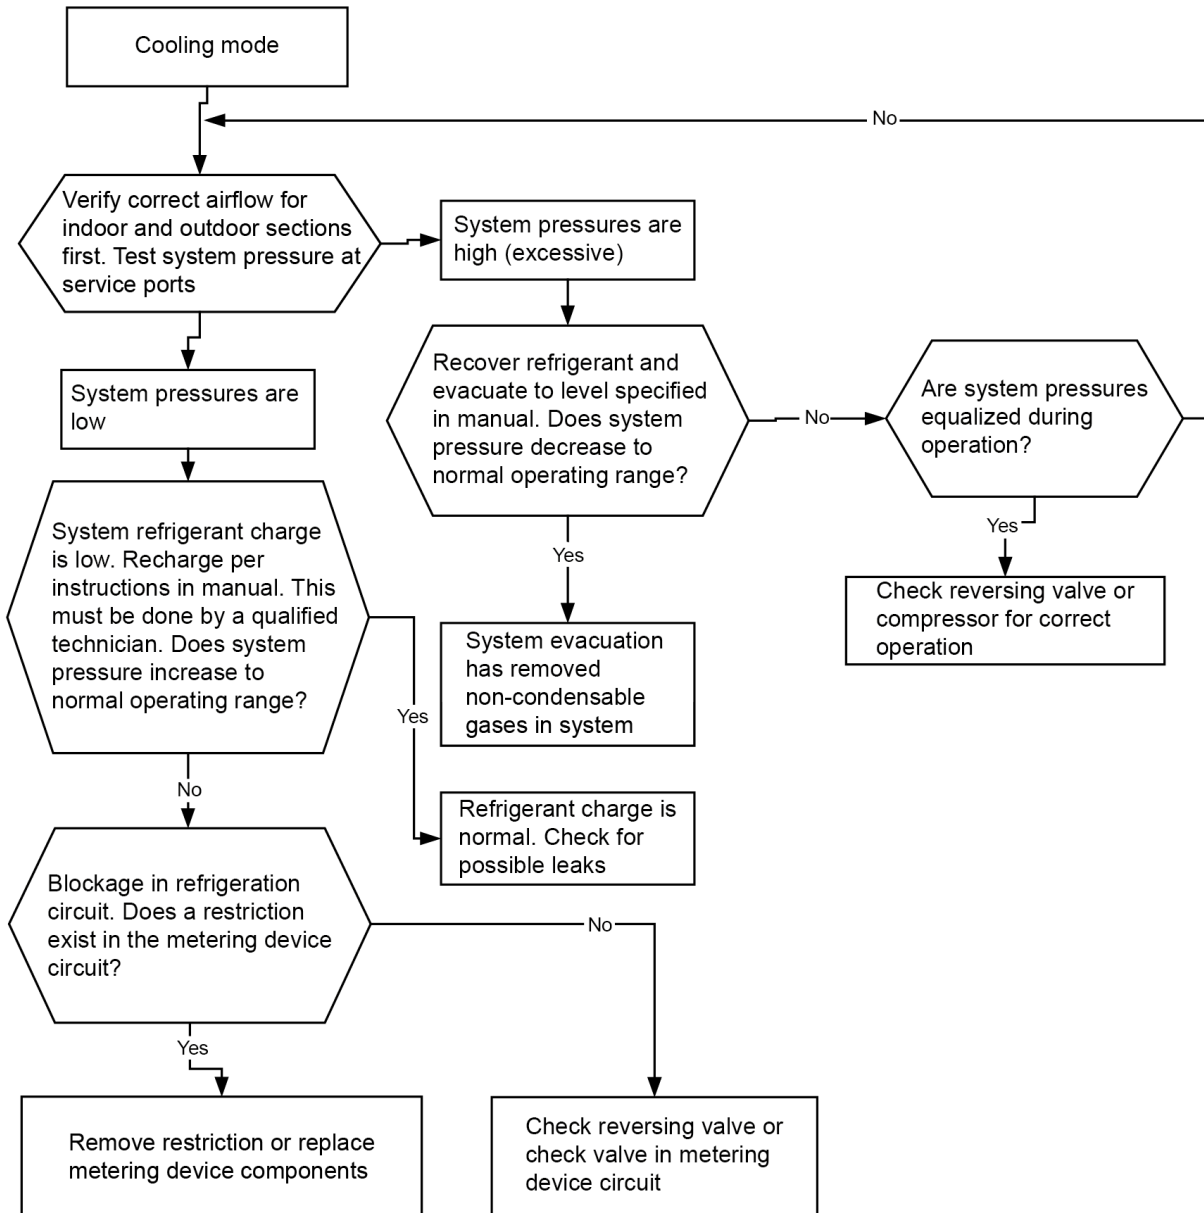 Cooling mode
No
Verify correct airflow for
indoor and outdoor sections
first. Test system pressure at
service ports
System pressures are
high (excessive)
System pressures are
low
Recover refrigerant and
evacuate to level specified
in manual. Does system
pressure decrease to
normal operating range?
No
Are system pressures
equalized during
operation?
Yes
Check reversing valve or
compressor for correct
operation
Yes
System evacuation
has removed
non-condensable
gases in system
System refrigerant charge
is low. Recharge per
instructions in manual. This
must be done by a qualified
technician. Does system
pressure increase to
normal operating range?
Yes
Refrigerant charge is
normal. Check for
possible leaks
No
Blockage in refrigeration
circuit. Does a restriction
exist in the metering device
circuit?
No
Yes
Remove restriction or replace
metering device components
Check reversing valve or
check valve in metering
device circuit